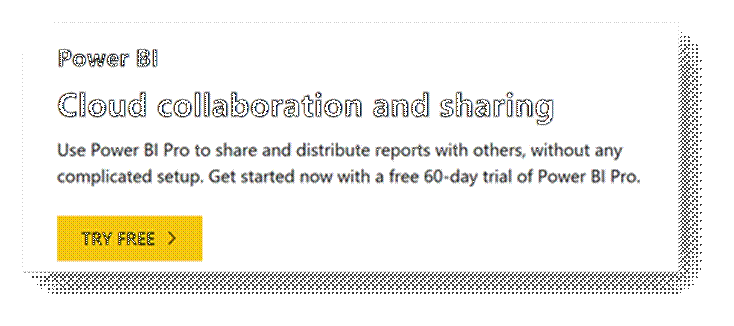 Power BI
Cloud collaboration and sharing
Use Power BI Pro to share and distribute reports with others, without any
complicated setup. Get started now with a free 60-day trial of Power BI Pro.
TRY FREE >